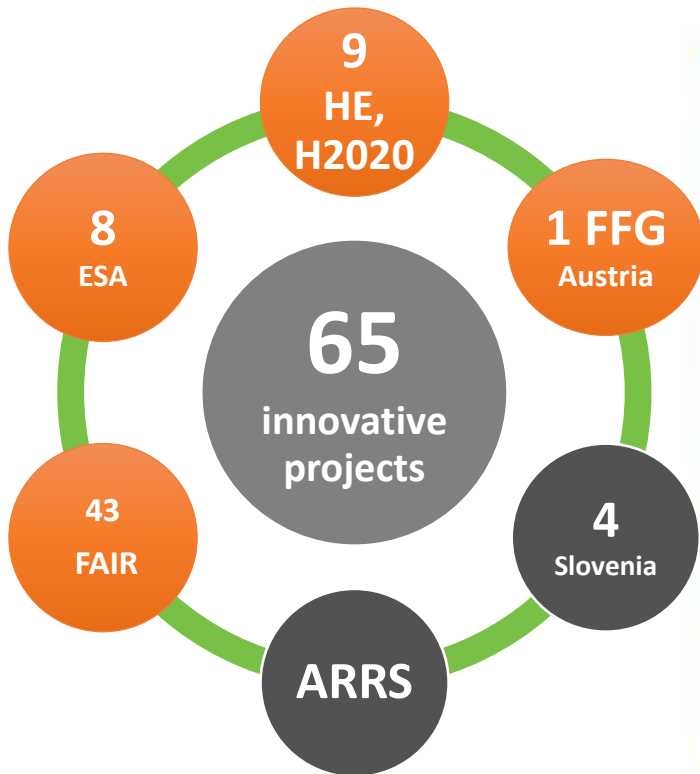 9
HE,
H2020
1 FFG
Austria
4
Slovenia
ARRS
43
FAIR
8
ESA
65
innovative
projects